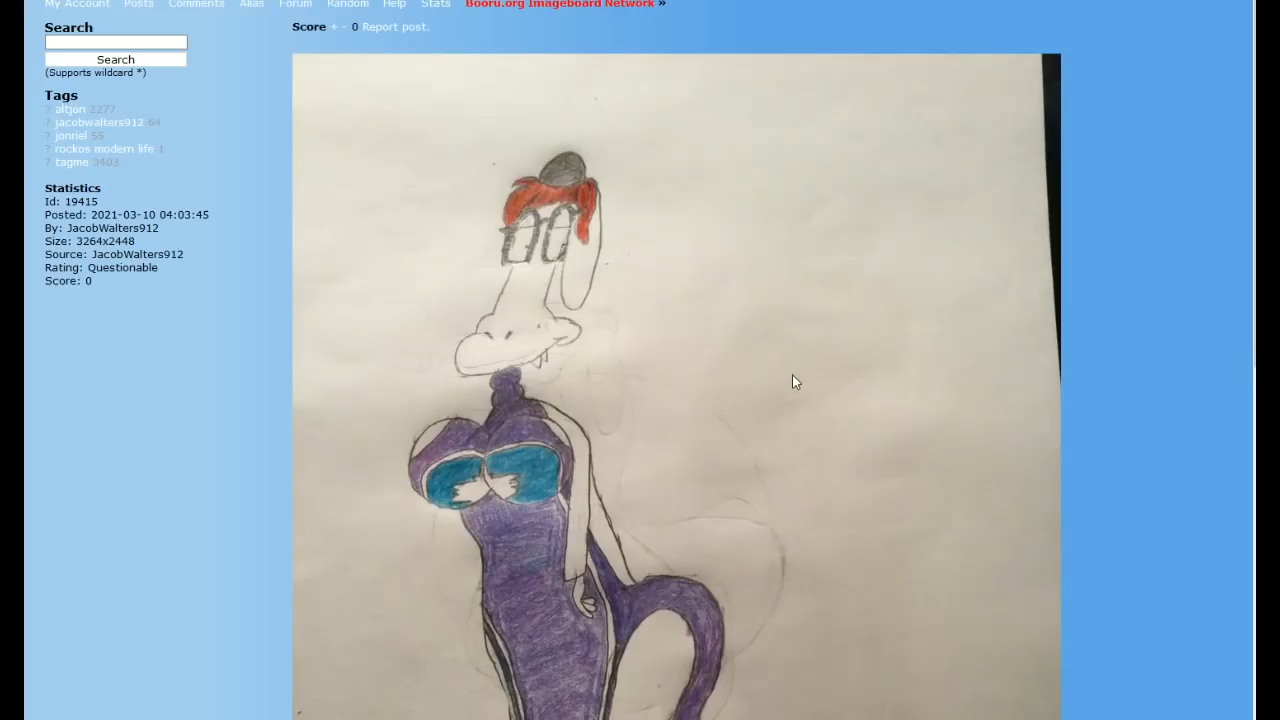 My Account Posts Comments Alias Forum Random Help Stats Booru.org Imageboard Network »
Score + - 0 Report post.
Search
Search
(Supports wildcard *)
Tags
? altjon 2277
? jacobwalters912 64
? jonriel 55
? rockos modern life 1
? tagme 3403
Statistics
Id: 19415
Posted: 2021-03-10 04:03:45
By: JacobWalters912
Size: 3264x2448
Source: JacobWalters912
Rating: Questionable
Score: 0